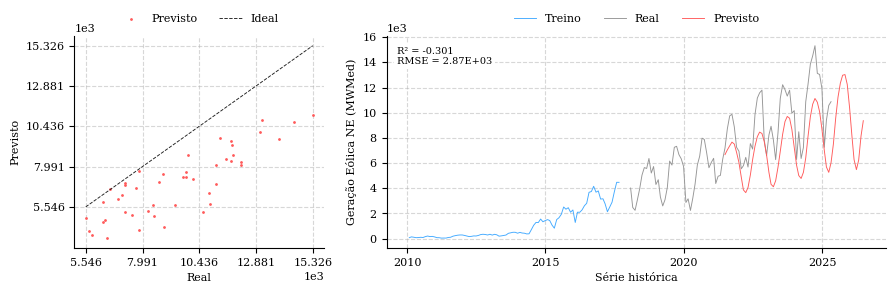 Previsto Ideal
1e3
15.326
12.881
10.436
7.991
5.546
Previsto
5.546 7.991 10.436 12.881 15.326
Real
1e3
Treino Real Previsto
1e3
R² = -0.301
RMSE = 2.87E+03
16
14
12
10
8
6
4
2
0
Geração Eólica NE (MWMed)
2010 2015 2020 2025
Série histórica